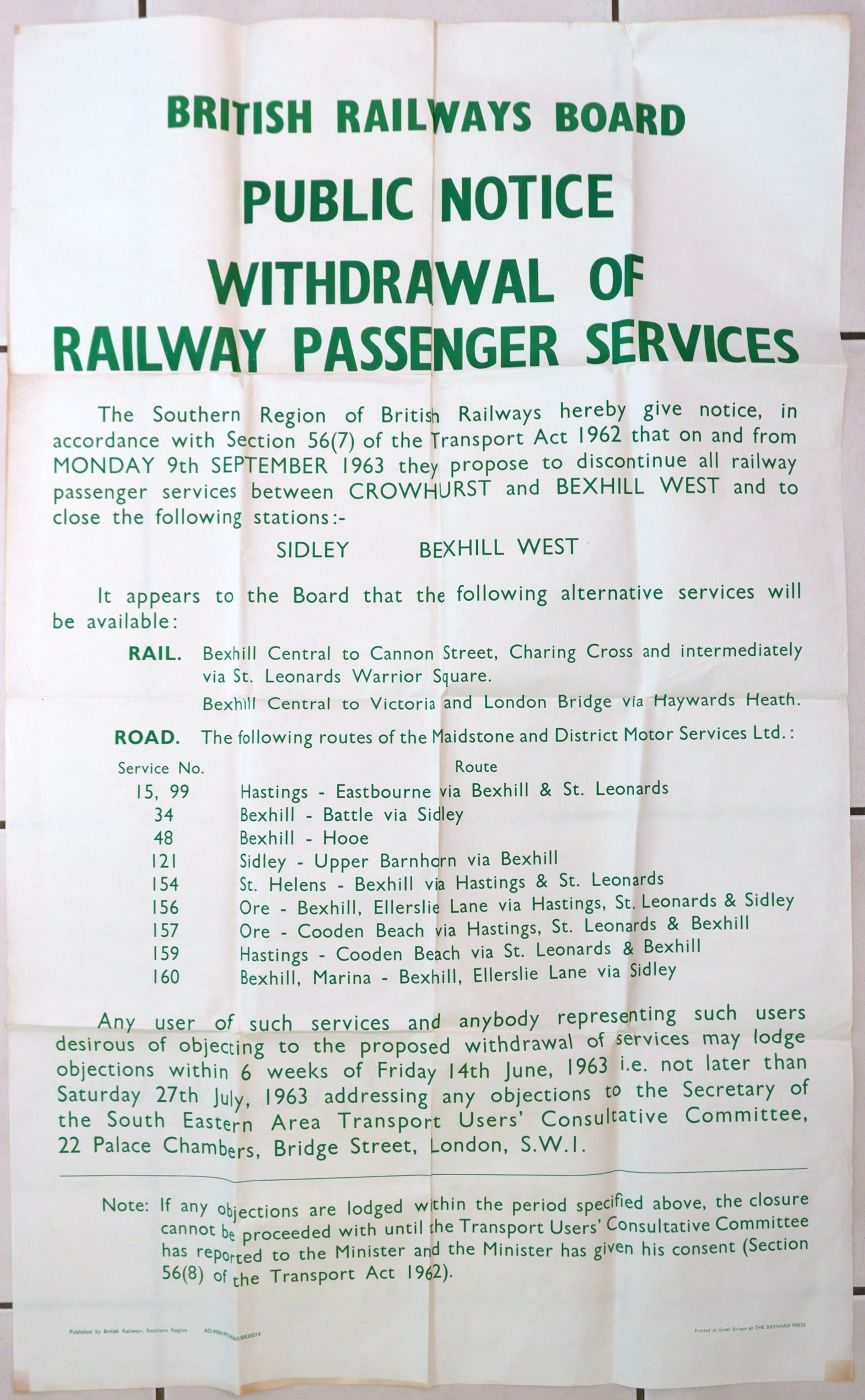 BRITISH RAILWAYS BOARD
PUBLIC NOTICE
WITHDRAWAL OF
RAILWAY PASSENGER SERVICES
The Southern Region of British Railways hereby give notice, in
accordance with Section 56(7) of the Transport Act 1962 that on and from
MONDAY 9th SEPTEMBER 1963 they propose to discontinue all railway
passenger services between CROWHURST and BEXHILL WEST and to
close the following stations:-
SIDLEY BEXHILL WEST
It appears to the Board that the following alternative services will
be available:
RAIL. Bexhill Central to Cannon Street, Charing Cross and intermediately
via St. Leonards Warrior Square.
Bexhill Central to Victoria and London Bridge via Haywards Heath.
ROAD. The following routes of the Maidstone and District Motor Services Ltd.:
Service No. Route
15, 99 Hastings - Eastbourne via Bexhill & St. Leonards
34 Bexhill - Battle via Sidley
48 Bexhill - Hooe
121 Sidley - Upper Barnhorn via Bexhill
154 St. Helens - Bexhill via Hastings & St. Leonards
156 Ore - Bexhill, Ellerslie Lane via Hastings, St. Leonards & Sidley
157 Ore - Cooden Beach via Hastings, St. Leonards & Bexhill
159 Hastings - Cooden Beach via St. Leonards & Bexhill
160 Bexhill, Marina - Bexhill, Ellerslie Lane via Sidley
Any user of such services and anybody representing such users
desirous of objecting to the proposed withdrawal of services may lodge
objections within 6 weeks of Friday 14th June, 1963 i.e. not later than
Saturday 27th July, 1963 addressing any objections to the Secretary of
the South Eastern Area Transport Users' Consultative Committee,
22 Palace Chambers, Bridge Street, London, S.W.1.
Note: If any objections are lodged within the period specified above, the closure
cannot be proceeded with until the Transport Users' Consultative Committee
has reported to the Minister and the Minister has given his consent (Section
56(8) of the Transport Act 1962).
Published by British Railways, Southern Region
Printed in Great Britain at THE BAYNARD PRESS